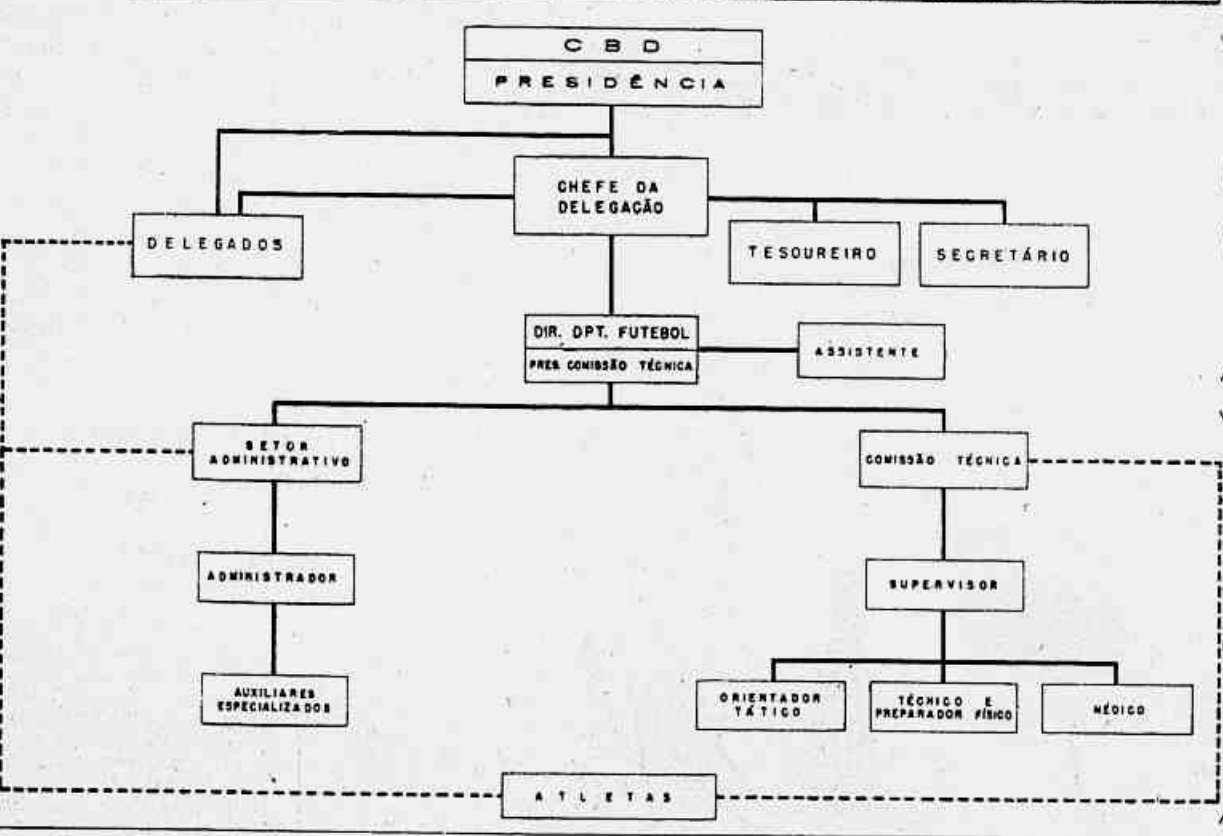 CBD
PRESIDÊNCIA
CHEFE DA
DELEGAÇÃO
DELEGADOS
TESOUREIRO
SECRETÁRIO
DIR. DPT. FUTEBOL
PRES. COMISSÃO TÉCNICA
ASSISTENTE
SETOR
ADMINISTRATIVO
COMISSÃO TÉCNICA
ADMINISTRADOR
SUPERVISOR
AUXILIARES
ESPECIALIZADOS
ORIENTADOR
TÁTICO
TÉCNICO E
PREPARADOR FÍSICO
MÉDICO
ATLETAS